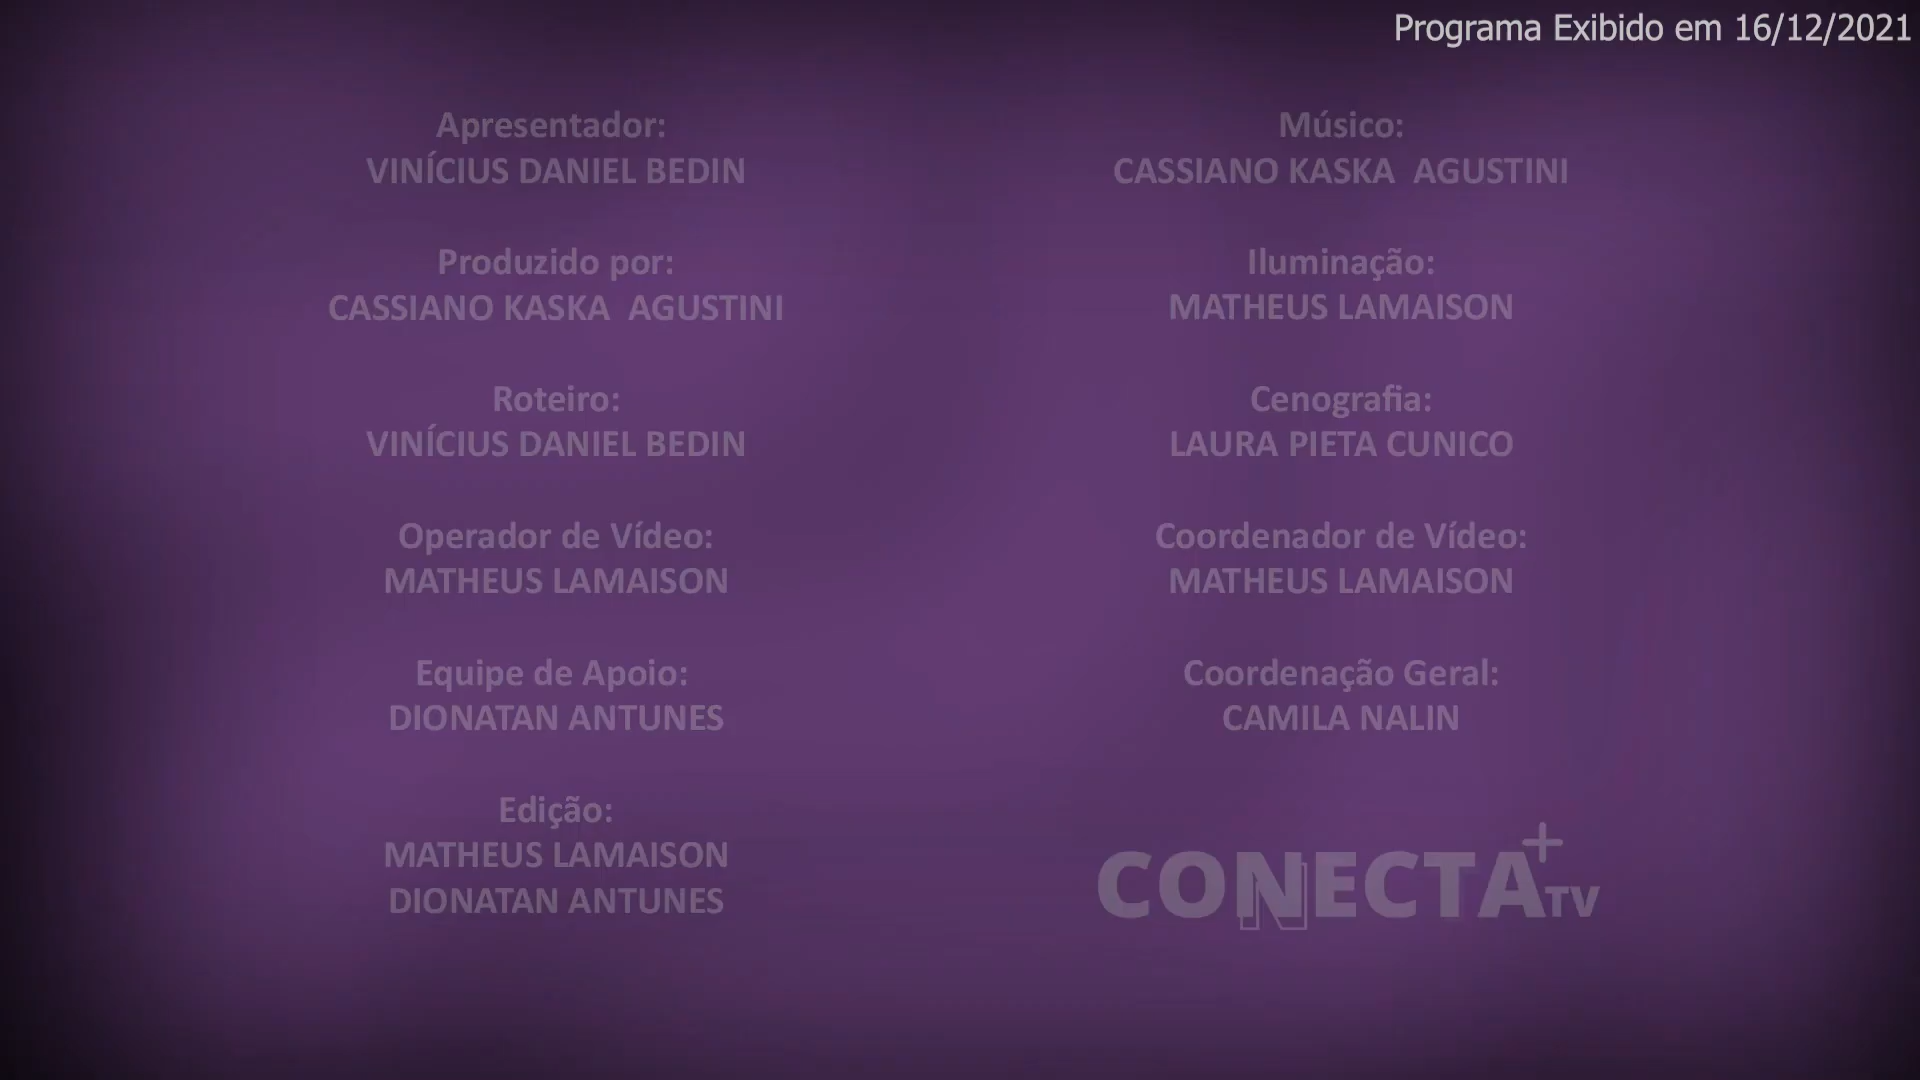 Programa Exibido em 16/12/2021
Apresentador:
VINÍCIUS DANIEL BEDIN
Produzido por:
CASSIANO KASKA AGUSTINI
Roteiro:
VINÍCIUS DANIEL BEDIN
Operador de Vídeo:
MATHEUS LAMAISON
Equipe de Apoio:
DIONATAN ANTUNES
Edição:
MATHEUS LAMAISON
DIONATAN ANTUNES
Músico:
CASSIANO KASKA AGUSTINI
Iluminação:
MATHEUS LAMAISON
Cenografia:
LAURA PIETA CUNICO
Coordenador de Vídeo:
MATHEUS LAMAISON
Coordenação Geral:
CAMILA NALIN
CONECTA+TV